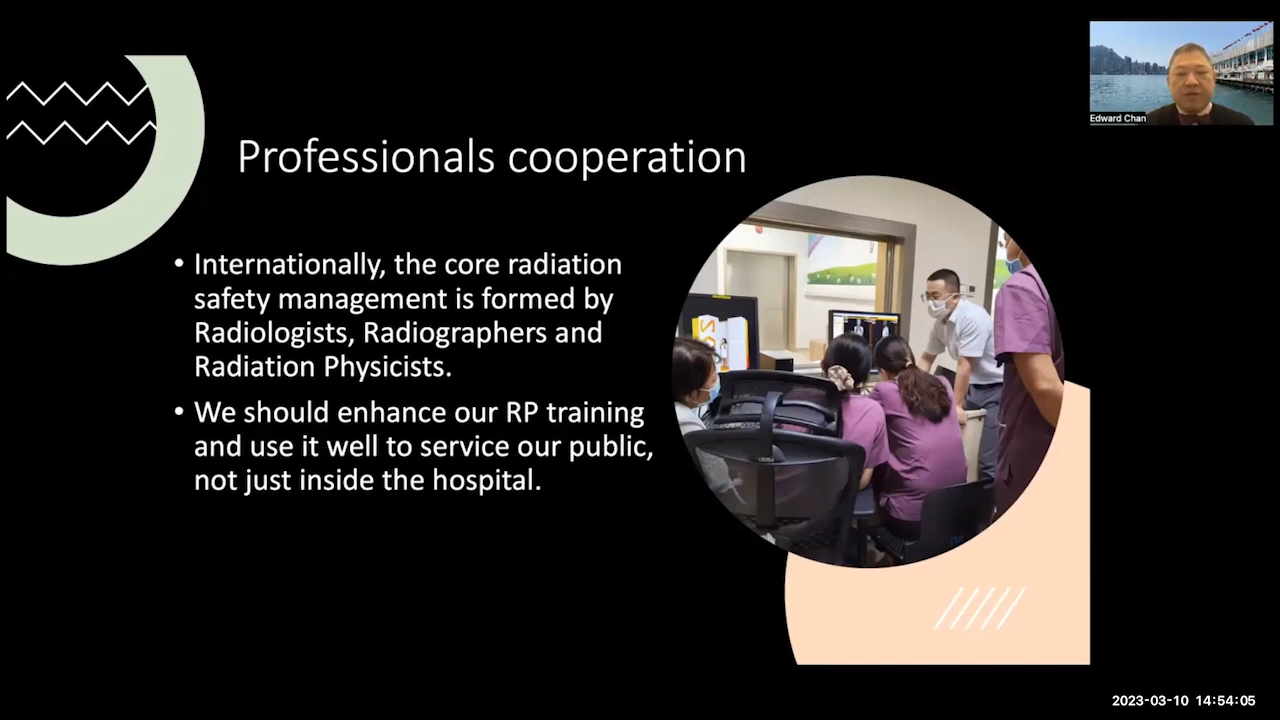 Edward Chan
Professionals cooperation
• Internationally, the core radiation
safety management is formed by
Radiologists, Radiographers and
Radiation Physicists.
• We should enhance our RP training
and use it well to service our public,
not just inside the hospital.
2023-03-10 14:54:05